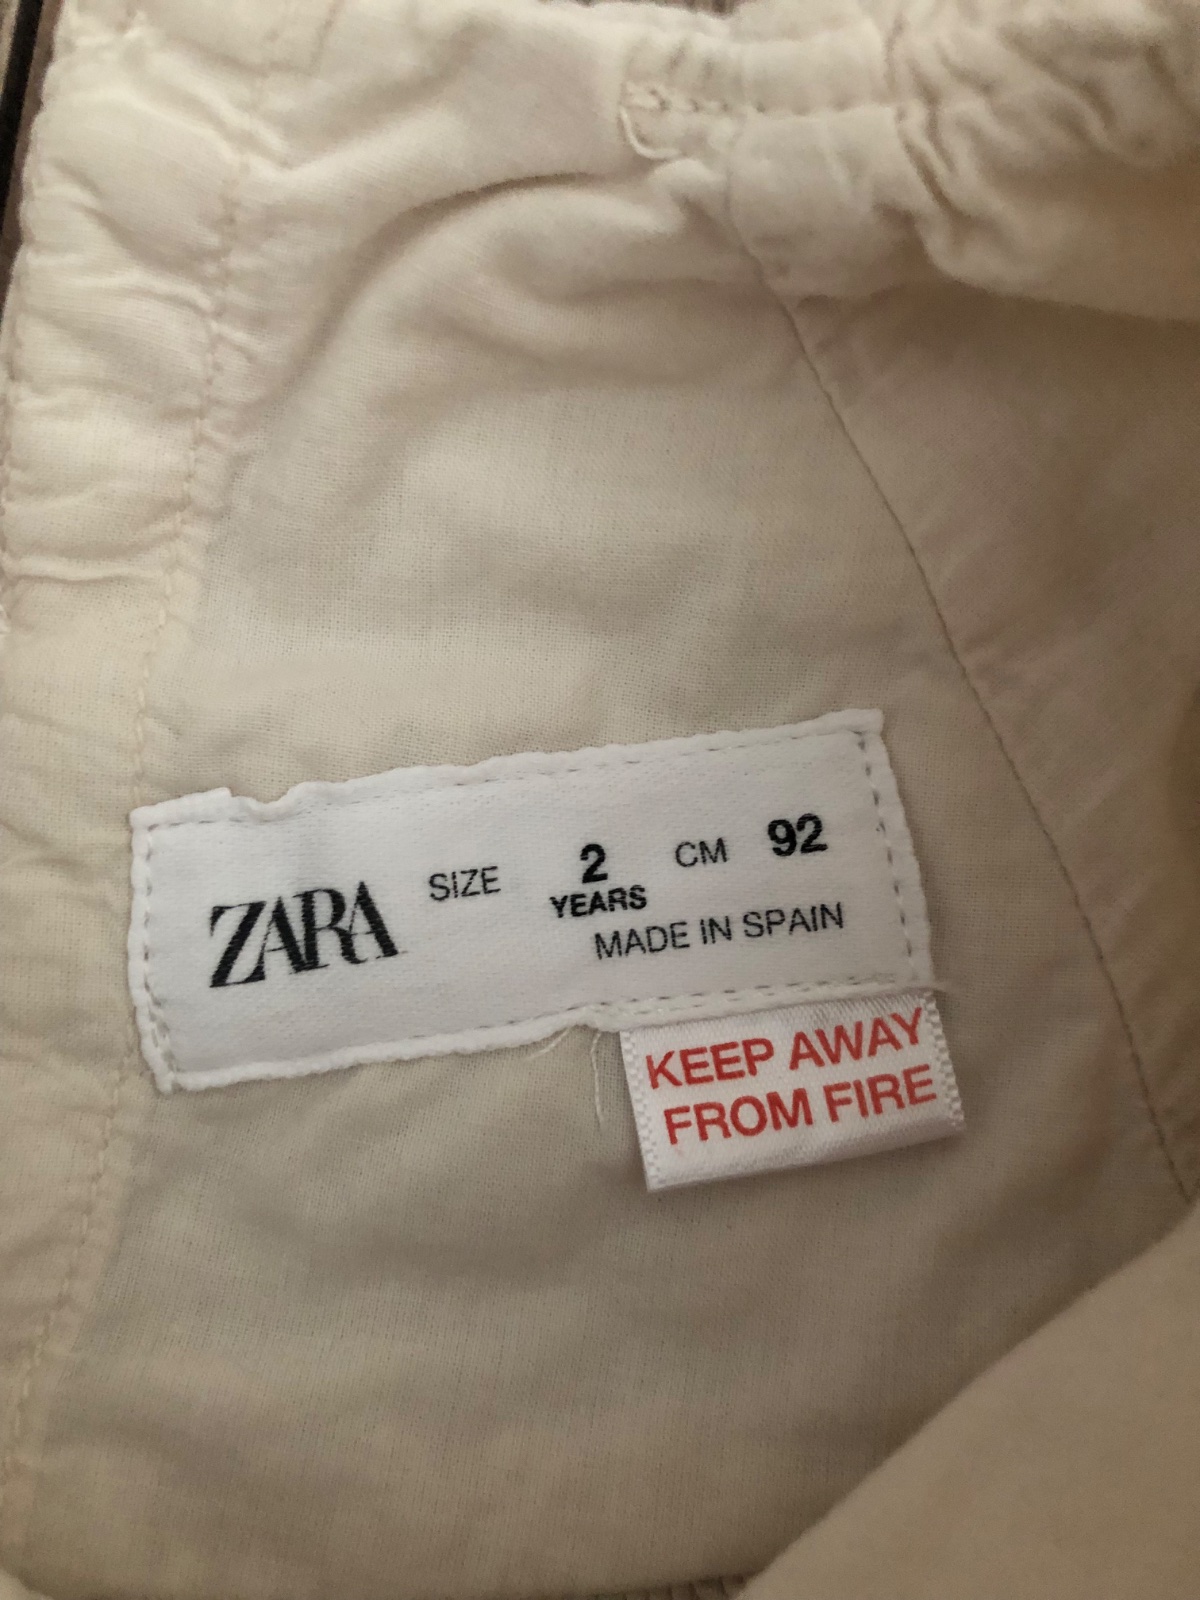 ZARA SIZE 2 CM 92
YEARS
MADE IN SPAIN
KEEP AWAY
FROM FIRE